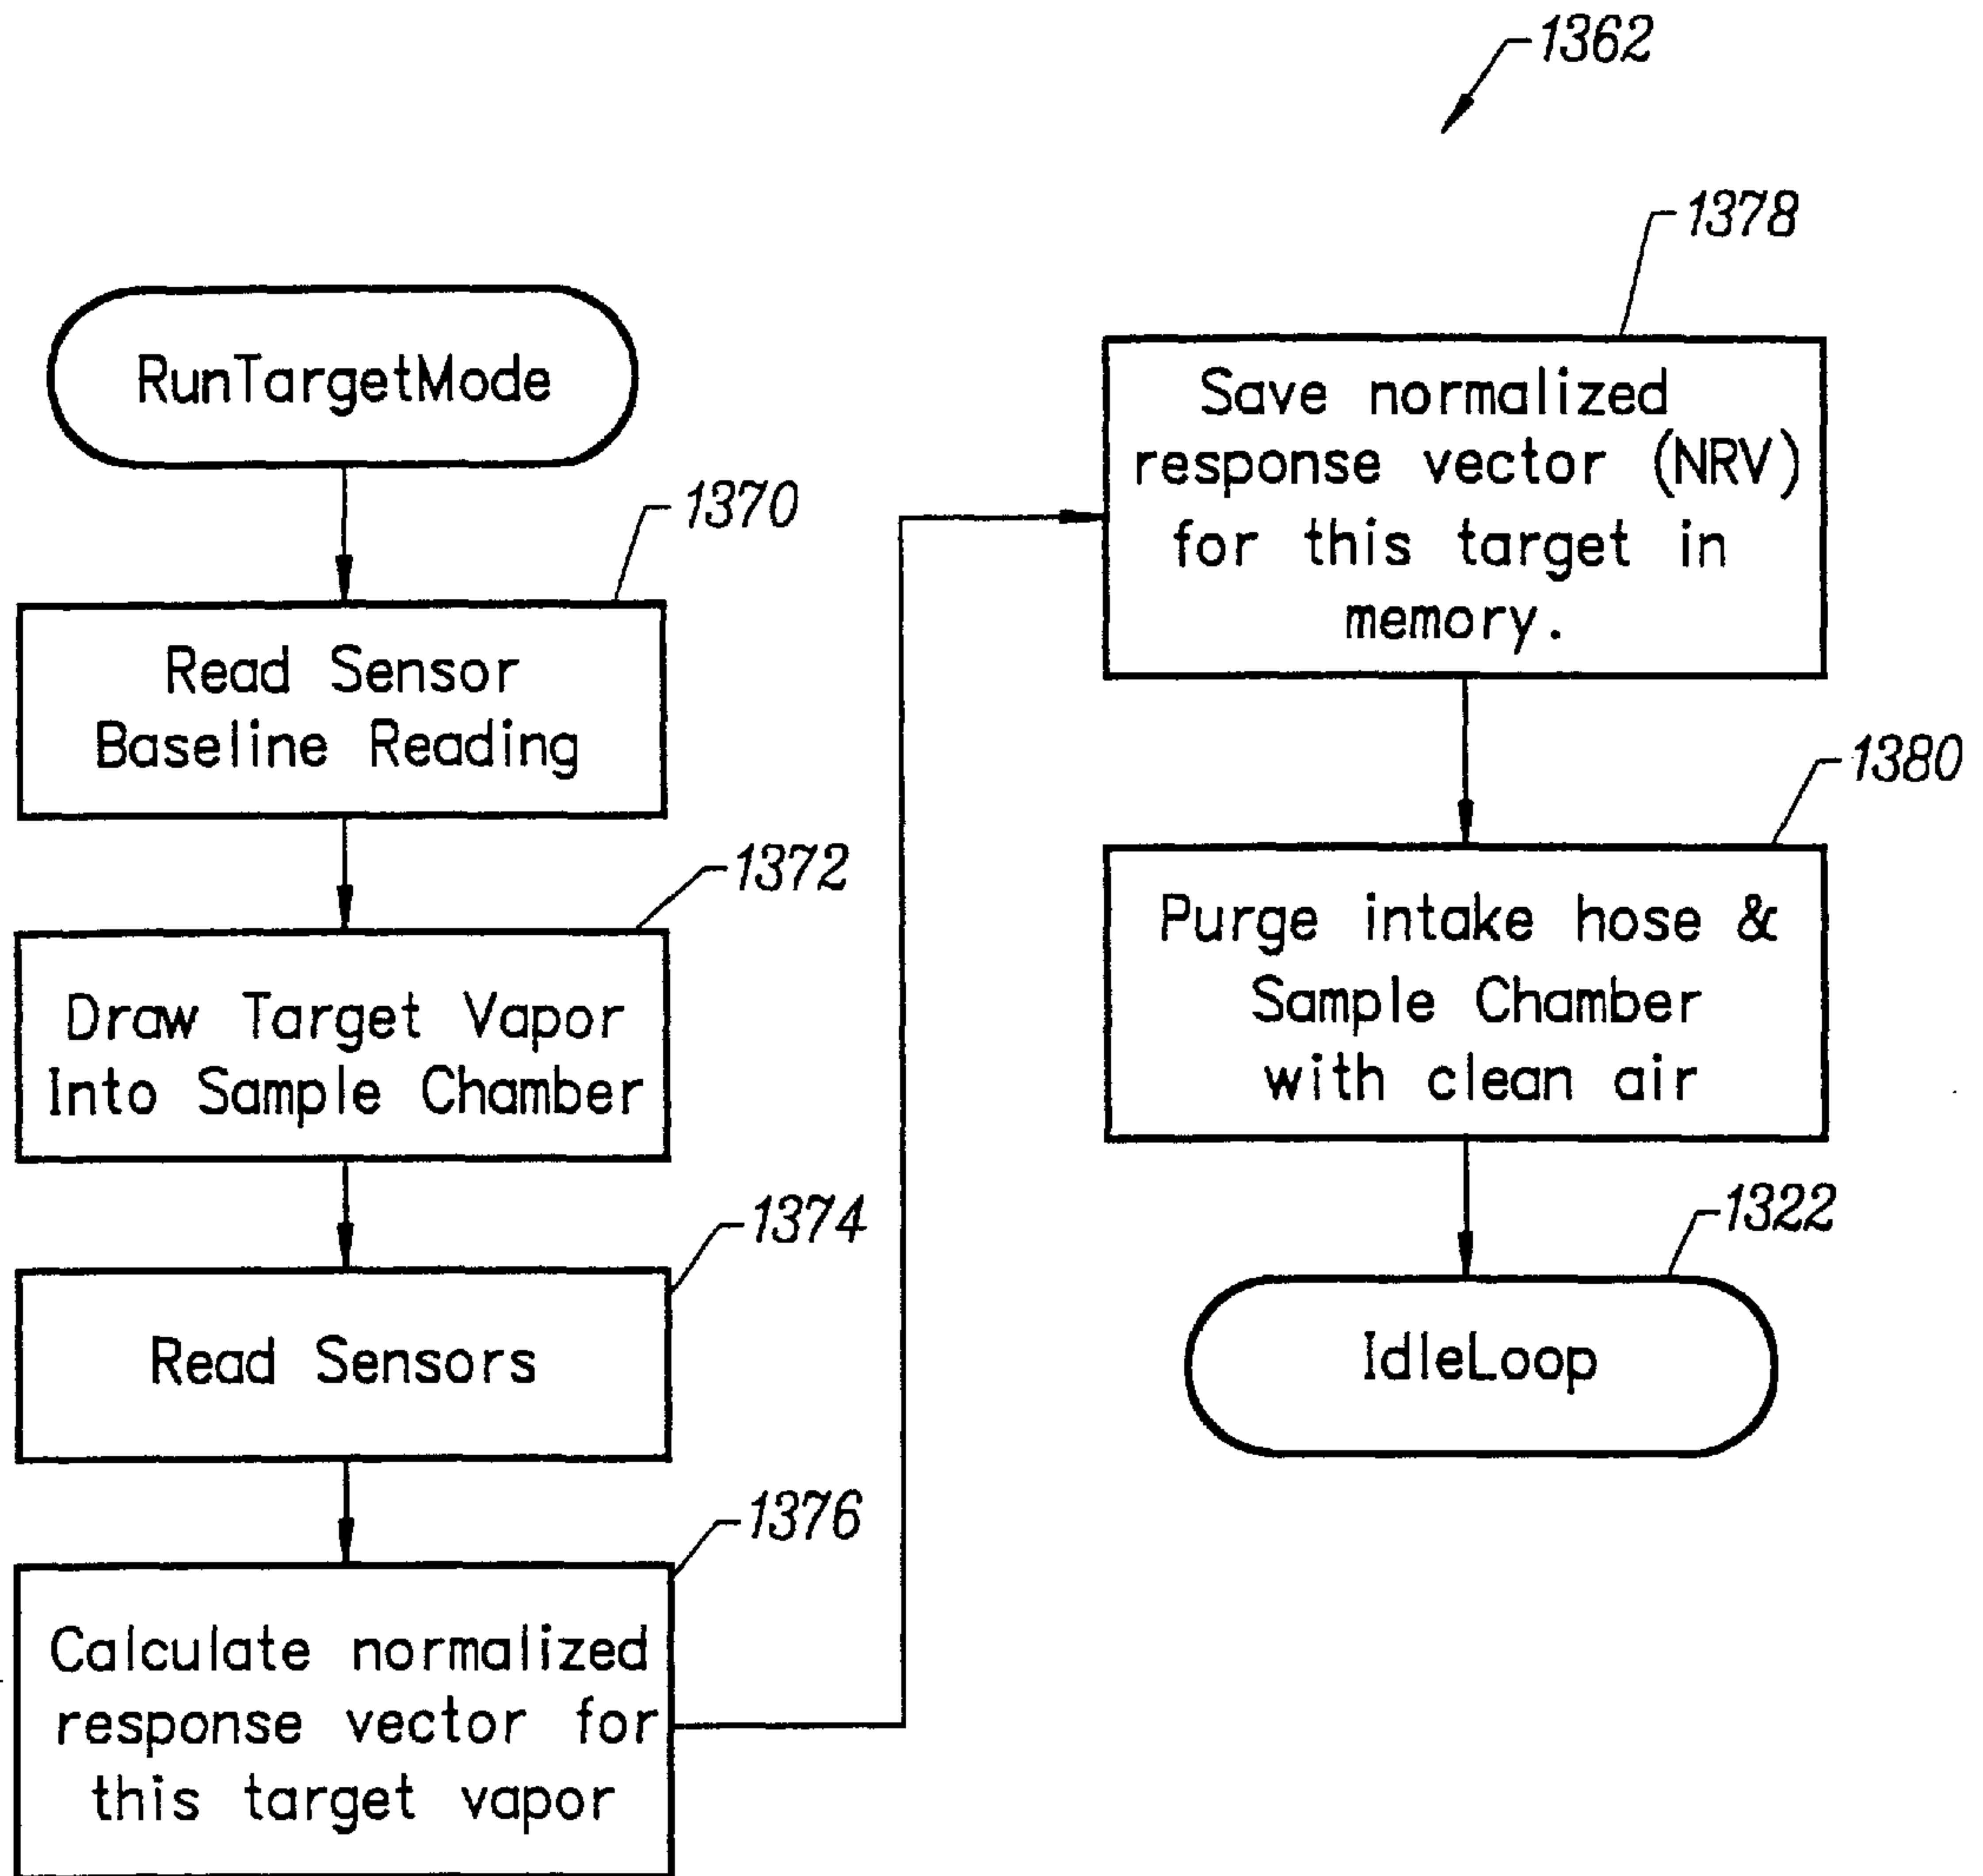 1362
RunTargetMode
1370
Read Sensor
Baseline Reading
1372
Draw Target Vapor
Into Sample Chamber
1374
Read Sensors
1376
Calculate normalized
response vector for
this target vapor
1378
Save normalized
response vector (NRV)
for this target in
memory.
1380
Purge intake hose &
Sample Chamber
with clean air
1322
IdleLoop